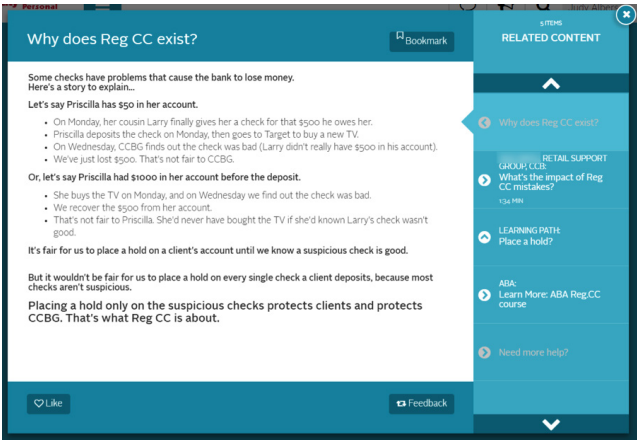 Personal
Judy Albe
Why does Reg CC exist?
Bookmark
5 ITEMS
RELATED CONTENT
Some checks have problems that cause the bank to lose money.
Here's a story to explain...
Let's say Priscilla has $50 in her account.
• On Monday, her cousin Larry finally gives her a check for that $500 he owes her.
• Priscilla deposits the check on Monday, then goes to Target to buy a new TV.
• On Wednesday, CCBG finds out the check was bad (Larry didn't really have $500 in his account).
• We've just lost $500. That's not fair to CCBG.
Or, let's say Priscilla had $1000 in her account before the deposit.
• She buys the TV on Monday, and on Wednesday we find out the check was bad.
• We recover the $500 from her account.
• That's not fair to Priscilla. She'd never have bought the TV if she'd known Larry's check wasn't
good.
It's fair for us to place a hold on a client's account until we know a suspicious check is good.
But it wouldn't be fair for us to place a hold on every single check a client deposits, because most
checks aren't suspicious.
Placing a hold only on the suspicious checks protects clients and protects
CCBG. That's what Reg CC is about.
Why does Reg CC exist?
RETAIL SUPPORT
GROUP, CCB:
What's the impact of Reg
CC mistakes?
1:34 MIN
LEARNING PATH:
Place a hold?
ABA:
Learn More: ABA Reg.CC
course
Need more help?
Like
Feedback